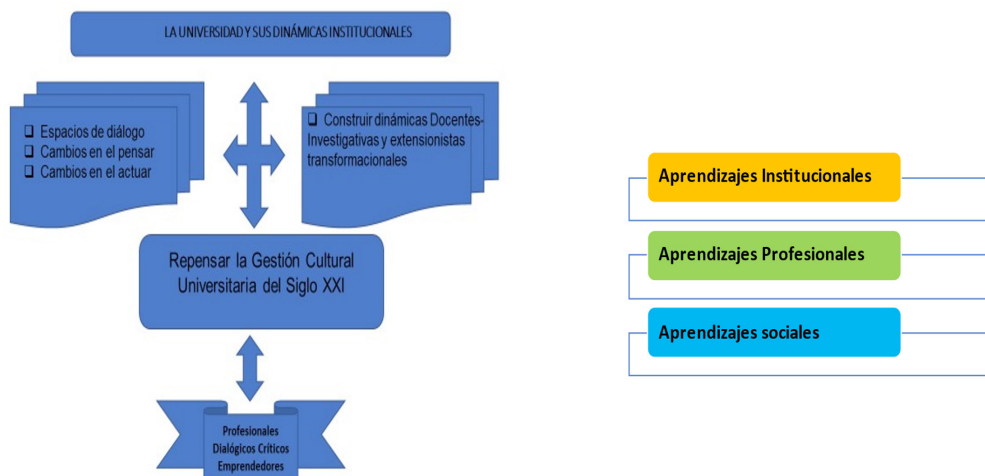 LA UNIVERSIDAD Y SUS DINÁMICAS INSTITUCIONALES
Espacios de diálogo
Cambios en el pensar
Cambios en el actuar
Construir dinámicas Docentes-
Investigativas y extensionistas
transformacionales
Repensar la Gestión Cultural
Universitaria del Siglo XXI
Profesionales
Dialógicos Críticos
Emprendedores
Aprendizajes Institucionales
Aprendizajes Profesionales
Aprendizajes sociales